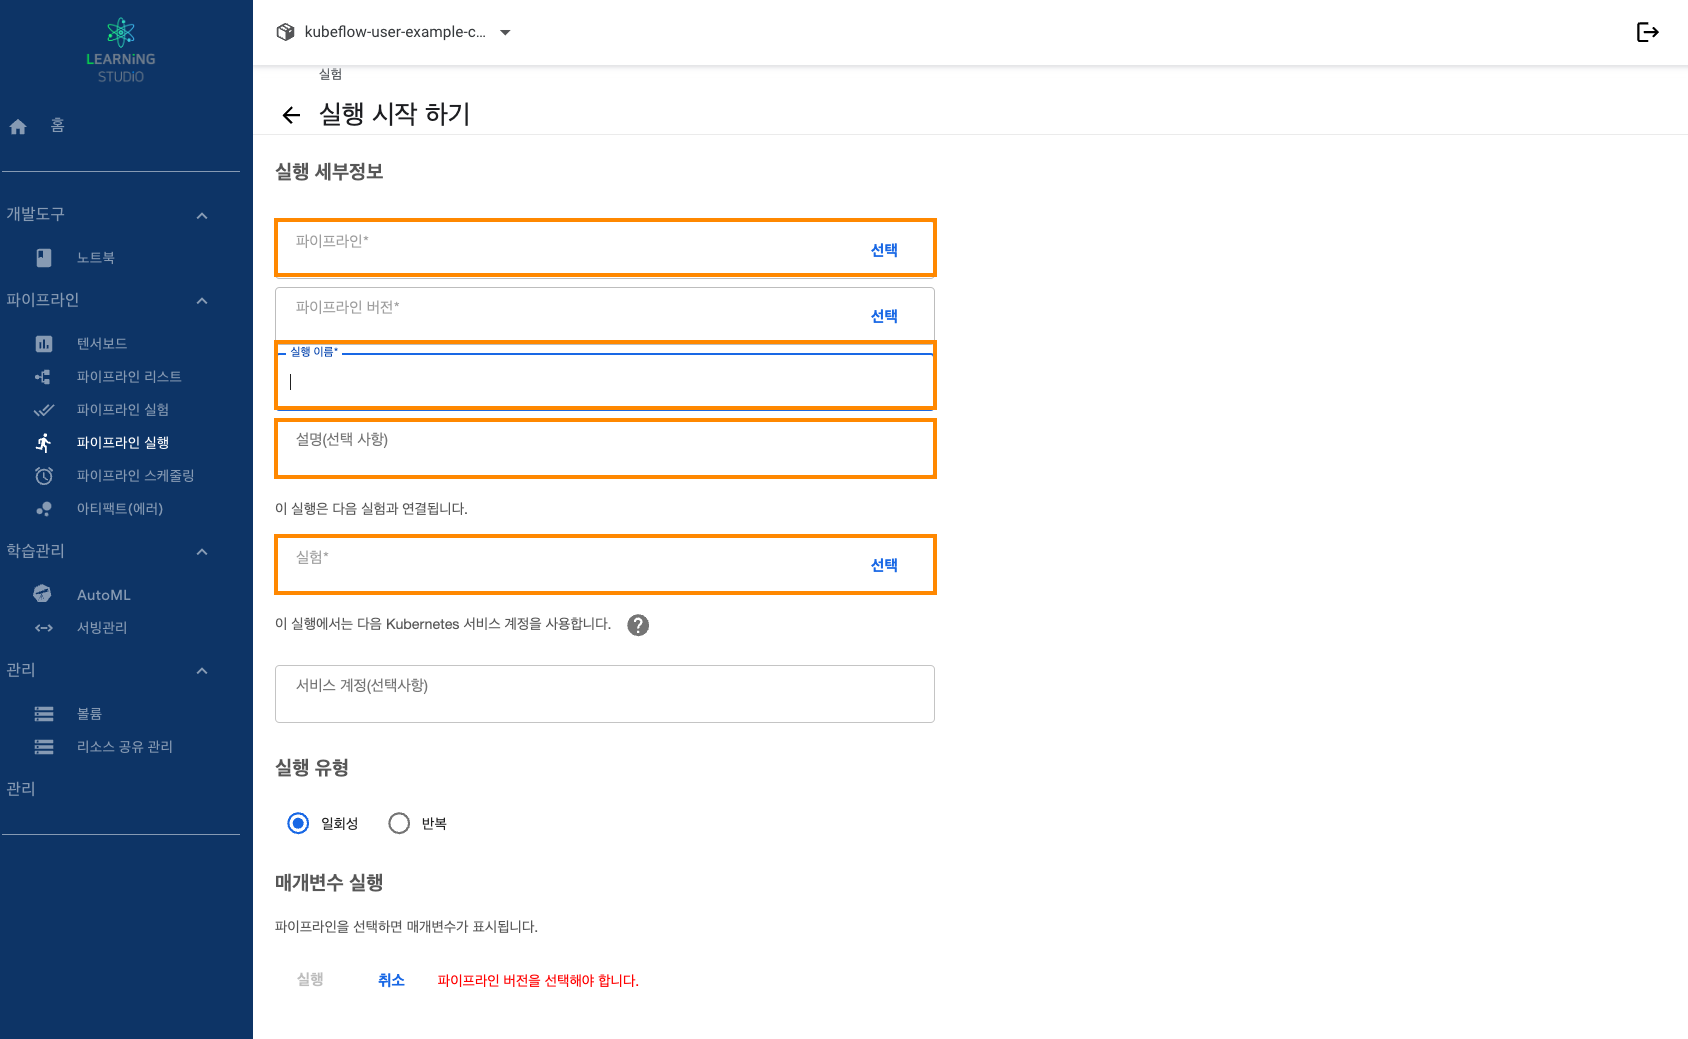 LEARNiNG
STUDiO
홈
개발도구
노트북
파이프라인
텐서보드
파이프라인 리스트
파이프라인 실험
파이프라인 실행
파이프라인 스케줄링
아티팩트(에러)
학습관리
AutoML
서빙관리
관리
볼륨
리소스 공유 관리
관리
kubeflow-user-example-c...
실험
실행 시작 하기
실행 세부정보
파이프라인*
선택
파이프라인 버전*
선택
실행 이름*
설명(선택 사항)
이 실행은 다음 실험과 연결됩니다.
실험*
선택
이 실행에서는 다음 Kubernetes 서비스 계정을 사용합니다. ?
서비스 계정(선택사항)
실행 유형
일회성 반복
매개변수 실행
파이프라인을 선택하면 매개변수가 표시됩니다.
실행 취소 파이프라인 버전을 선택해야 합니다.